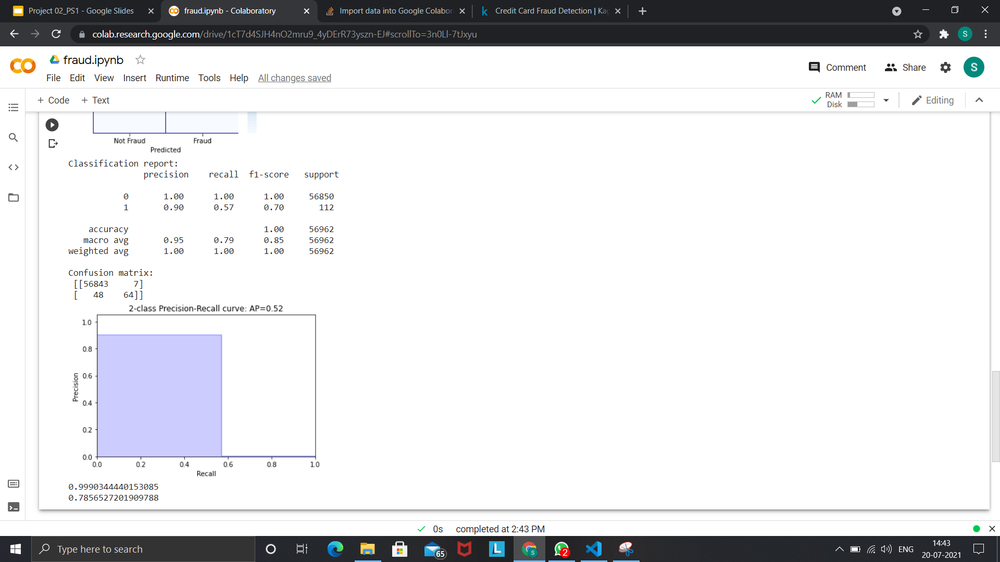 Project 02_PS1 - Google Slides
fraud.ipynb - Colaboratory
Import data into Google Colabor
Credit Card Fraud Detection | Kag
colab.research.google.com/drive/1cT7d4SJH4nO2mru9_4yDErR73yszn-EJ#scrollTo=3n0Ll-7tJxyu
S
fraud.ipynb
Comment Share S
File Edit View Insert Runtime Tools Help All changes saved
+ Code + Text
RAM
Disk
Editing
Not Fraud Fraud
Predicted
Classification report:
precision recall f1-score support
0 1.00 1.00 1.00 56850
1 0.90 0.57 0.70 112
accuracy 1.00 56962
macro avg 0.95 0.79 0.85 56962
weighted avg 1.00 1.00 1.00 56962
Confusion matrix:
[[56843 7]
[ 48 64]]
2-class Precision-Recall curve: AP=0.52
1.0
0.8
0.6
0.4
0.2
0.0
Precision
0.0 0.2 0.4 0.6 0.8 1.0
Recall
0.9990344440153085
0.7856527201909788
0s completed at 2:43 PM
Type here to search
65
L
S
2
ENG
14:43
20-07-2021